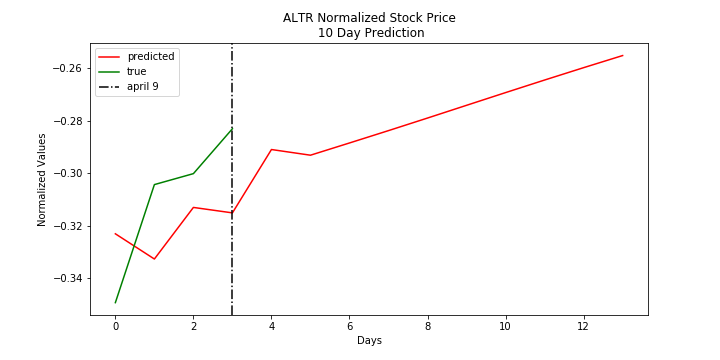 ALTR Normalized Stock Price
10 Day Prediction
predicted
true
april 9
Normalized Values
−0.26
−0.28
−0.30
−0.32
−0.34
0 2 4 6 8 10 12
Days